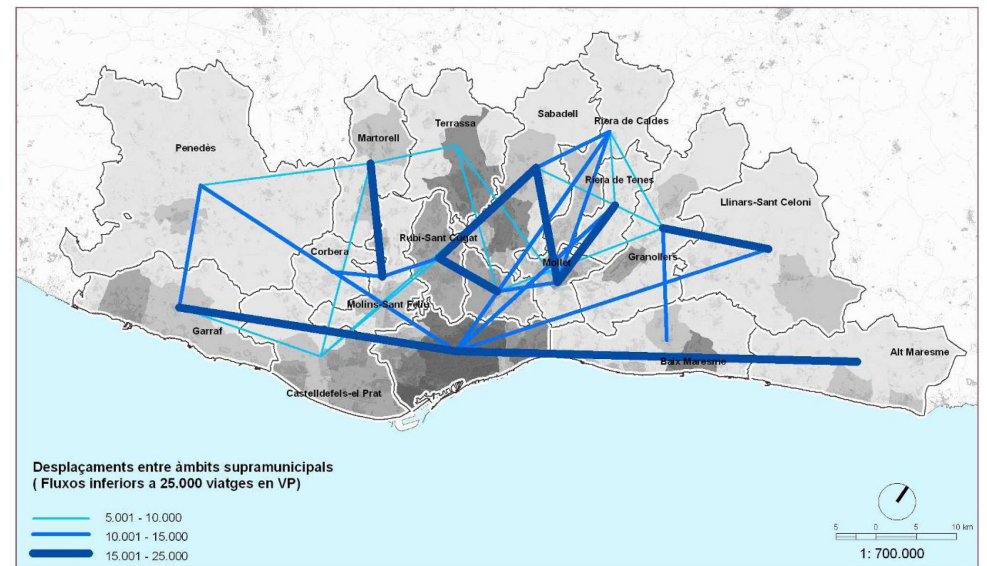 Penedès
Martorell
Terrassa
Sabadell
Riera de Caldes
Riera de Tenes
Llinars-Sant Celoni
Corbera
Rubí-Sant Cugat
Mollet
Granollers
Molins-Sant Feliu
Garraf
Castelldefels-el Prat
Baix Maresme
Alt Maresme
Desplaçaments entre àmbits supramunicipals
( Fluxos inferiors a 25.000 viatges en VP)
5.001 - 10.000
10.001 - 15.000
15.001 - 25.000
5 0 5 10 km
1: 700.000